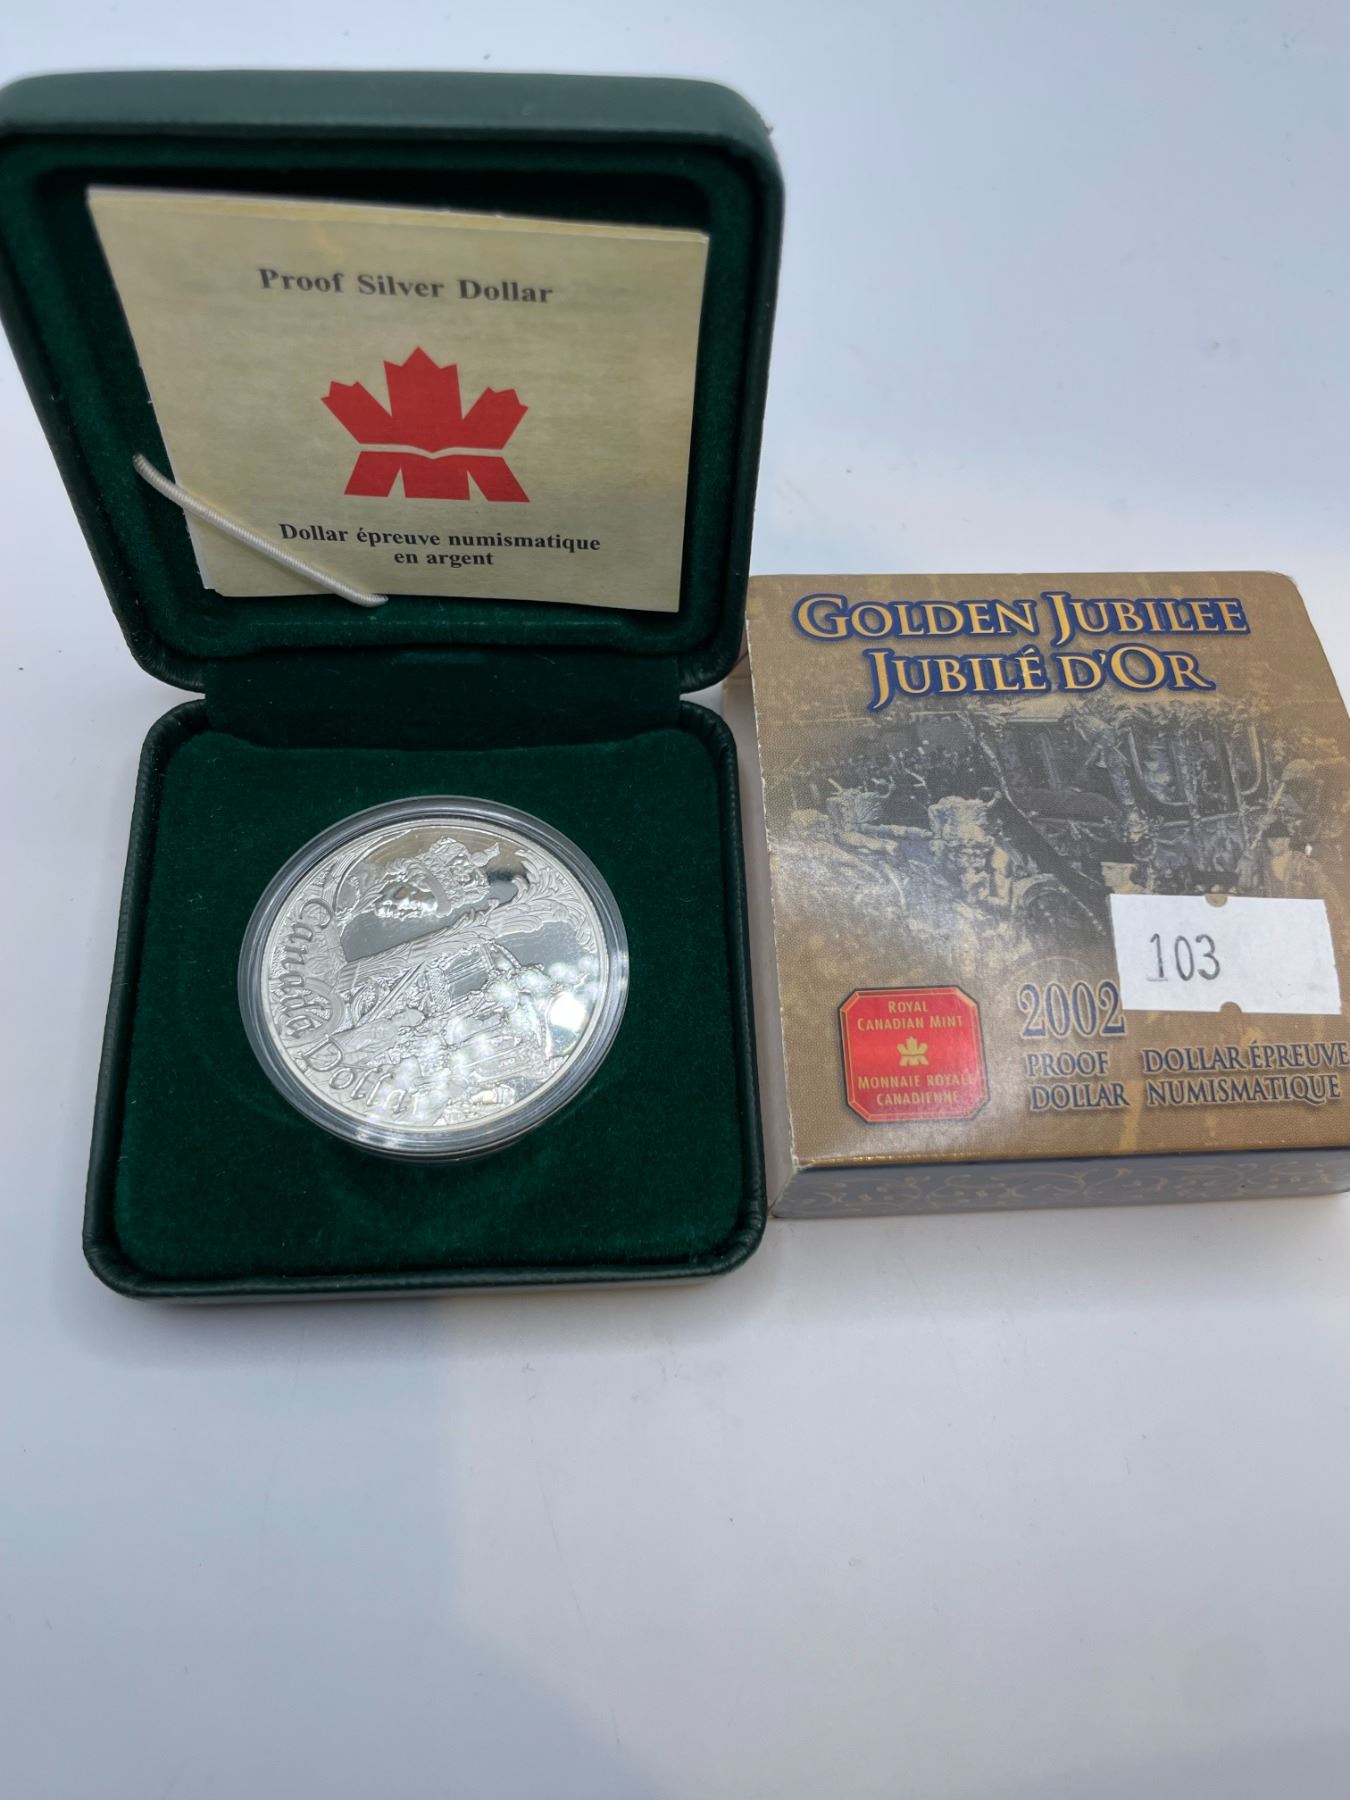 Proof Silver Dollar
Dollar épreuve numismatique
en argent
Canada Dollar
GOLDEN JUBILEE
JUBILÉ D'OR
103
ROYAL
CANADIAN MINT
MONNAIE ROYALE
CANADIENNE
2002
PROOF
DOLLAR
DOLLAR ÉPREUVE
NUMISMATIQUE